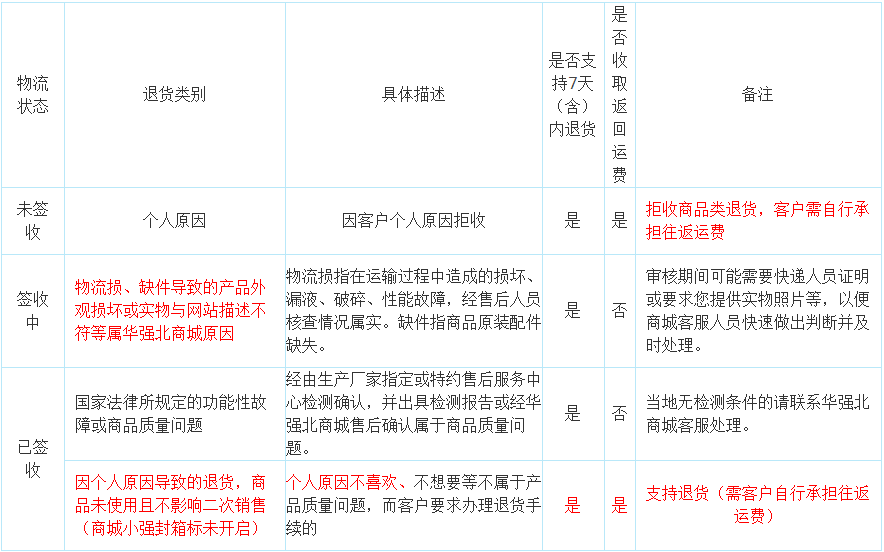 物流
状态
退货类别
具体描述
是否支
持7天
（含）
内退货
是
否
收
取
返
回
运
费
备注
未签
收
个人原因
因客户个人原因拒收
是
是
拒收商品类退货，客户需自行承
担往返运费
签收
中
物流损、缺件导致的产品外
观损坏或实物与网站描述不
符等属华强北商城原因
物流损指在运输过程中造成的损坏、
漏液、破碎、性能故障，经售后人员
核查情况属实。缺件指商品原装配件
缺失。
是
否
审核期间可能需要快递人员证明
或要求您提供实物照片等，以便
商城客服人员快速做出判断并及
时处理。
已签
收
国家法律所规定的功能性故
障或商品质量问题
经由生产厂家指定或特约售后服务中
心检测确认，并出具检测报告或经华
强北商城售后确认属于商品质量问
题。
是
否
当地无检测条件的请联系华强北
商城客服处理。
因个人原因导致的退货，商
品未使用且不影响二次销售
（商城小强封箱标未开启）
个人原因不喜欢、不想要等不属于产
品质量问题，而客户要求办理退货手
续的
是
是
支持退货（需客户自行承担往返
运费）